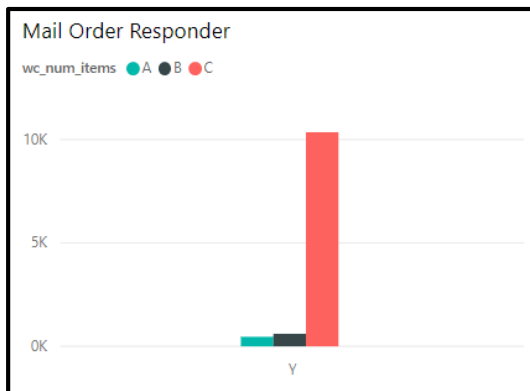 Mail Order Responder
wc_num_items A B C
10K
5K
0K
Y